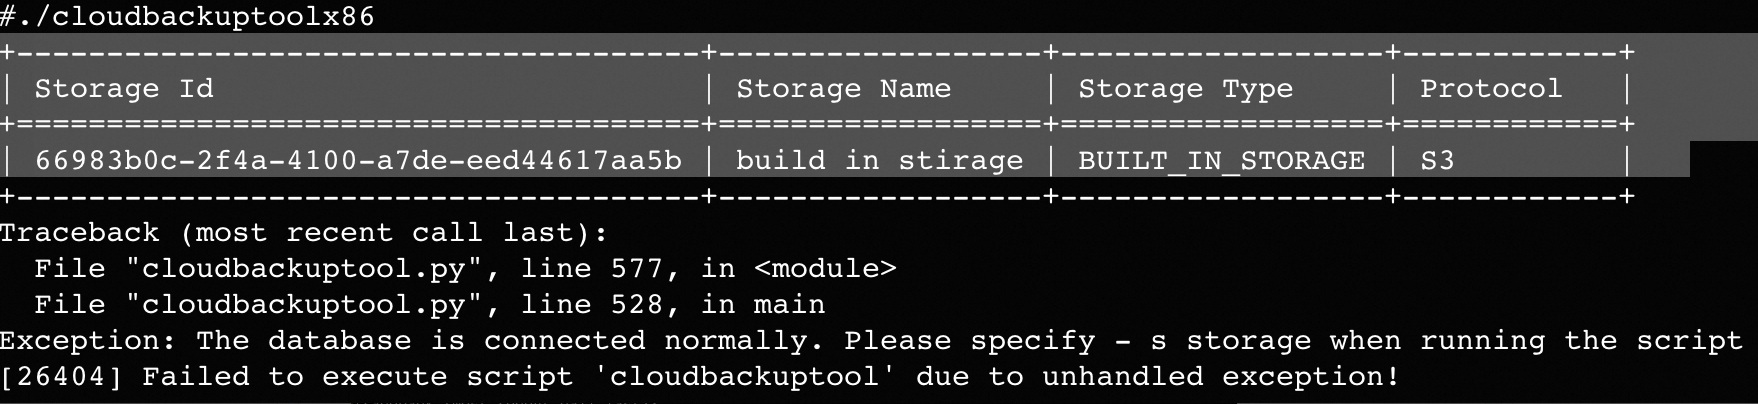 #./cloudbackuptoolx86
+--------------------------------------+------------------+------------------+------------+
| Storage Id                           | Storage Name     | Storage Type     | Protocol   |
+======================================+==================+==================+============+
| 66983b0c-2f4a-4100-a7de-eed44617aa5b | build in stirage | BUILT_IN_STORAGE | S3         |
+--------------------------------------+------------------+------------------+------------+
Traceback (most recent call last):
  File "cloudbackuptool.py", line 577, in <module>
  File "cloudbackuptool.py", line 528, in main
Exception: The database is connected normally. Please specify - s storage when running the script
[26404] Failed to execute script 'cloudbackuptool' due to unhandled exception!